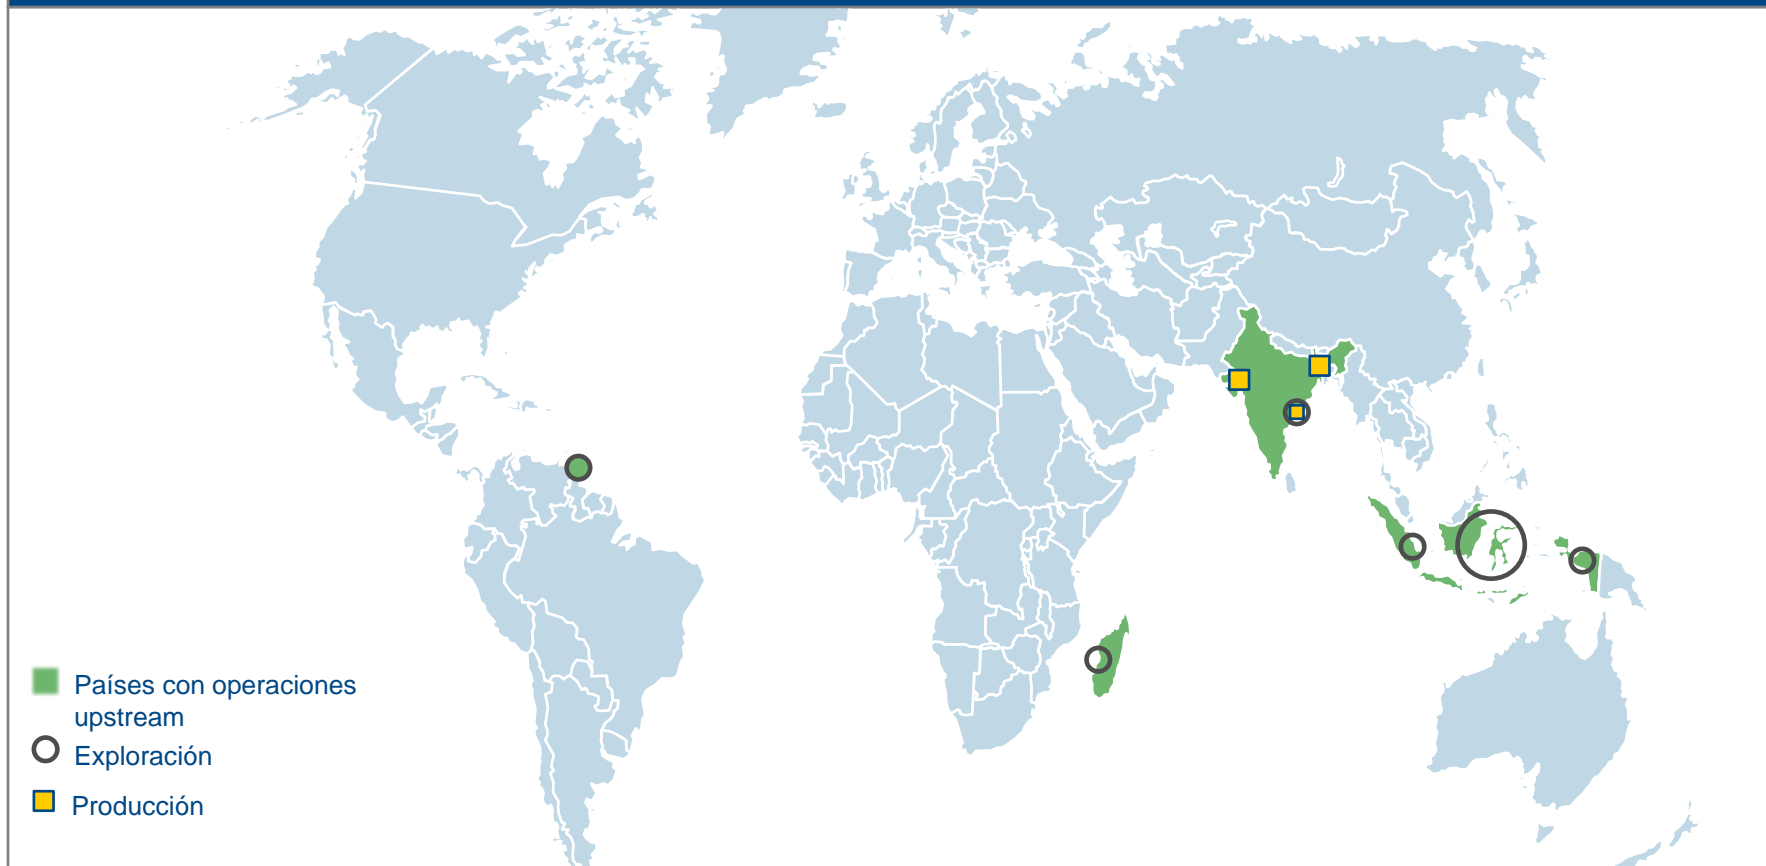 Países con operaciones
upstream
Exploración
Producción